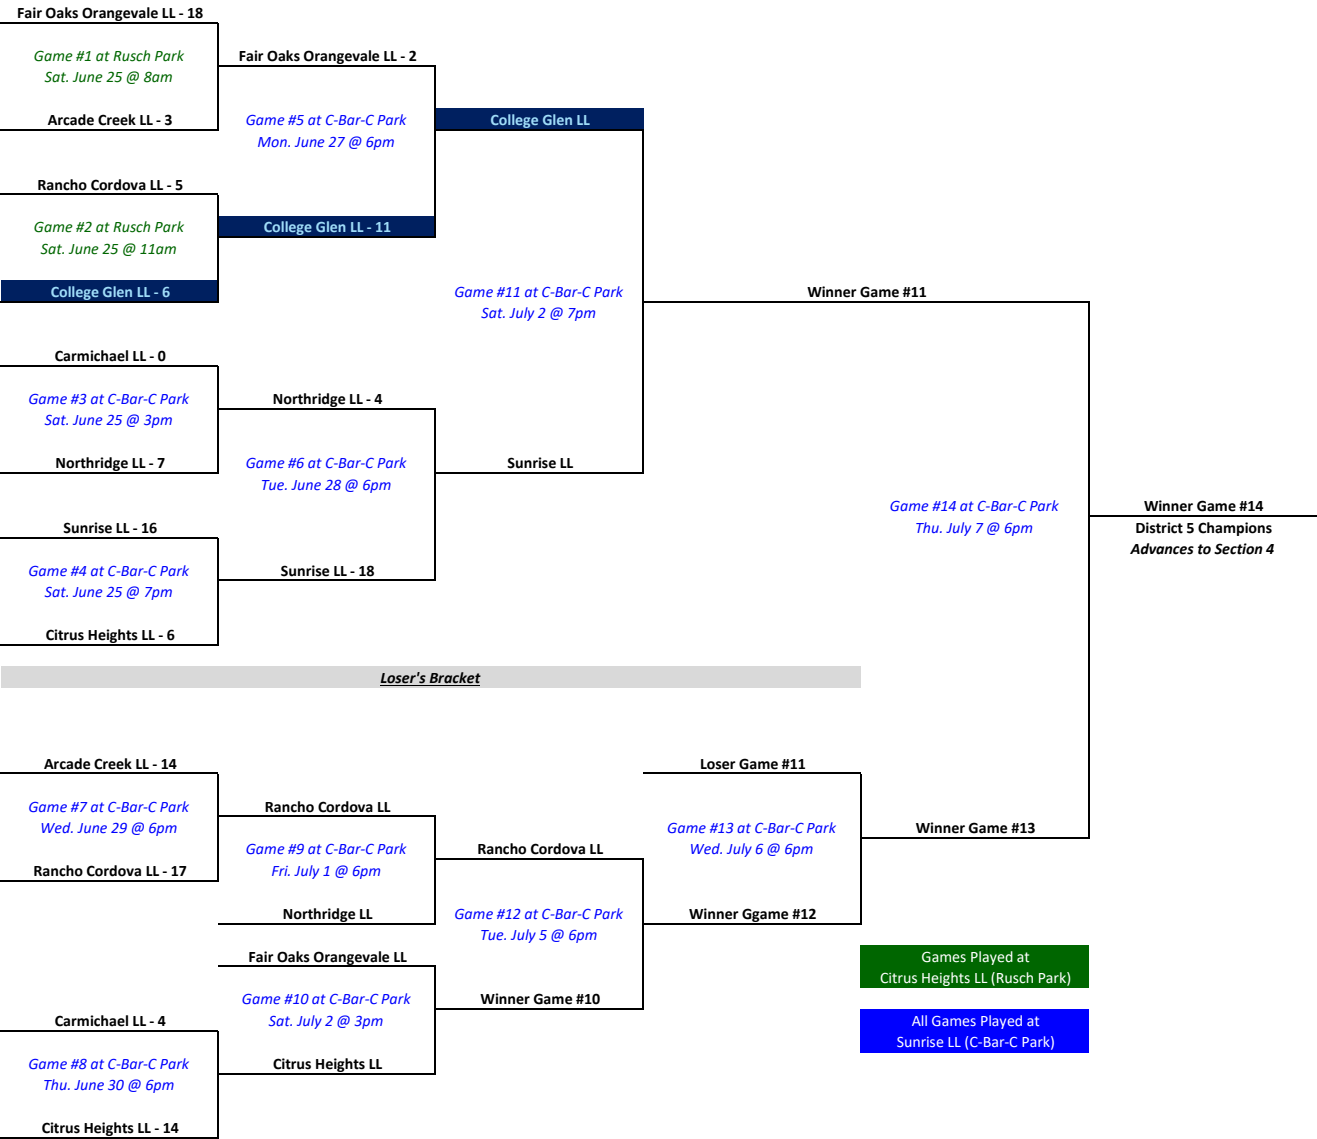 Fair Oaks Orangevale LL - 18
Game #1 at Rusch Park
Sat. June 25 @ 8am
Arcade Creek LL - 3
Fair Oaks Orangevale LL - 2
Game #5 at C-Bar-C Park
Mon. June 27 @ 6pm
College Glen LL
Rancho Cordova LL - 5
Game #2 at Rusch Park
Sat. June 25 @ 11am
College Glen LL - 6
College Glen LL - 11
Game #11 at C-Bar-C Park
Sat. July 2 @ 7pm
Winner Game #11
Carmichael LL - 0
Game #3 at C-Bar-C Park
Sat. June 25 @ 3pm
Northridge LL - 7
Northridge LL - 4
Game #6 at C-Bar-C Park
Tue. June 28 @ 6pm
Sunrise LL
Sunrise LL - 16
Game #4 at C-Bar-C Park
Sat. June 25 @ 7pm
Citrus Heights LL - 6
Sunrise LL - 18
Game #14 at C-Bar-C Park
Thu. July 7 @ 6pm
Winner Game #14
District 5 Champions
Advances to Section 4
Loser's Bracket
Arcade Creek LL - 14
Game #7 at C-Bar-C Park
Wed. June 29 @ 6pm
Rancho Cordova LL - 17
Rancho Cordova LL
Game #9 at C-Bar-C Park
Fri. July 1 @ 6pm
Northridge LL
Rancho Cordova LL
Game #12 at C-Bar-C Park
Tue. July 5 @ 6pm
Loser Game #11
Game #13 at C-Bar-C Park
Wed. July 6 @ 6pm
Winner Ggame #12
Winner Game #13
Fair Oaks Orangevale LL
Game #10 at C-Bar-C Park
Sat. July 2 @ 3pm
Citrus Heights LL
Winner Game #10
Carmichael LL - 4
Game #8 at C-Bar-C Park
Thu. June 30 @ 6pm
Citrus Heights LL - 14
Games Played at
Citrus Heights LL (Rusch Park)
All Games Played at
Sunrise LL (C-Bar-C Park)